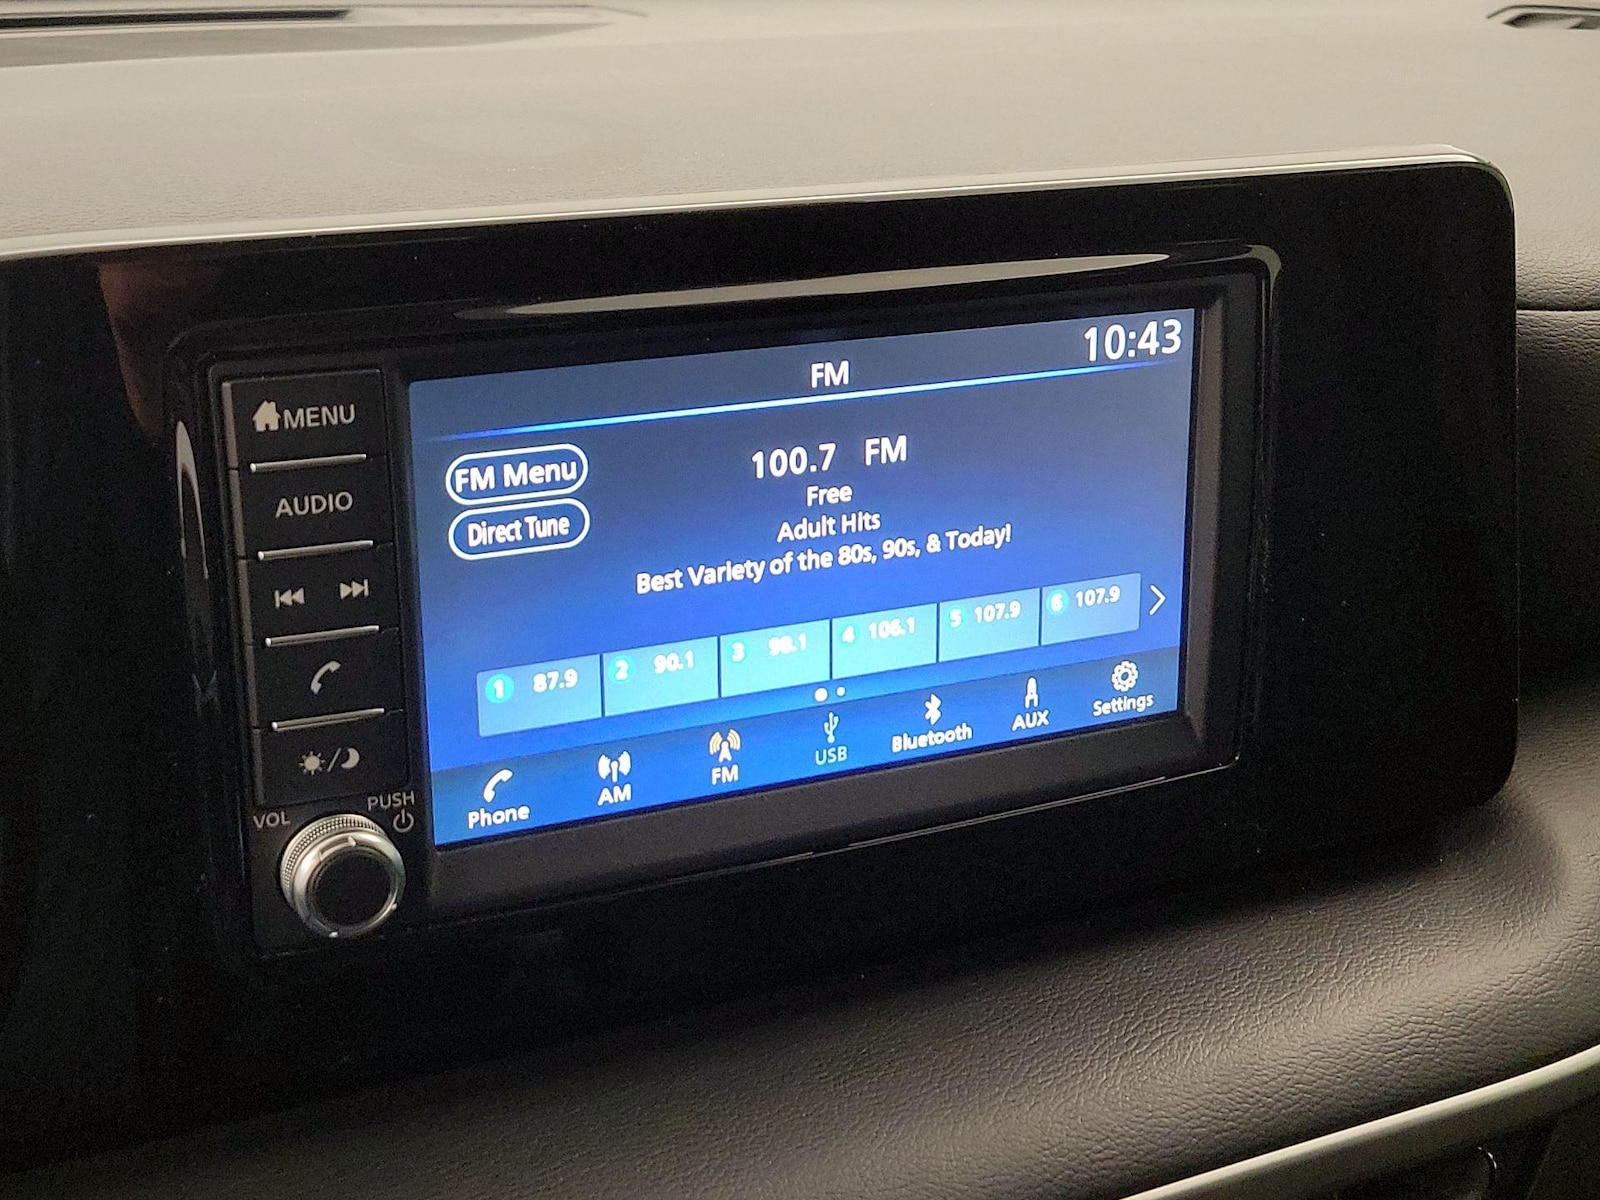 MENU
AUDIO
VOL
PUSH
FM
10:43
FM Menu
Direct Tune
100.7 FM
Free
Adult Hits
Best Variety of the 80s, 90s, & Today!
1 87.9
2 90.1
3 98.1
4 106.1
5 107.9
6 107.9
Phone
AM
FM
USB
Bluetooth
AUX
Settings